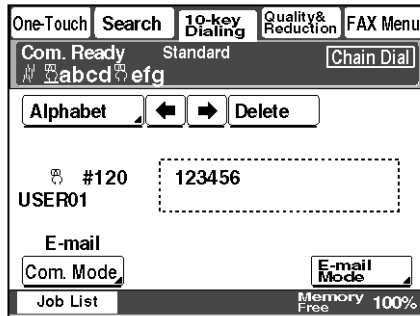 One-Touch Search 10-key Dialing Quality& Reduction FAX Menu
Com. Ready Standard Chain Dial
abcd efg
Alphabet Delete
#120 123456
USER01
E-mail
Com. Mode E-mail Mode
Job List Memory Free 100%